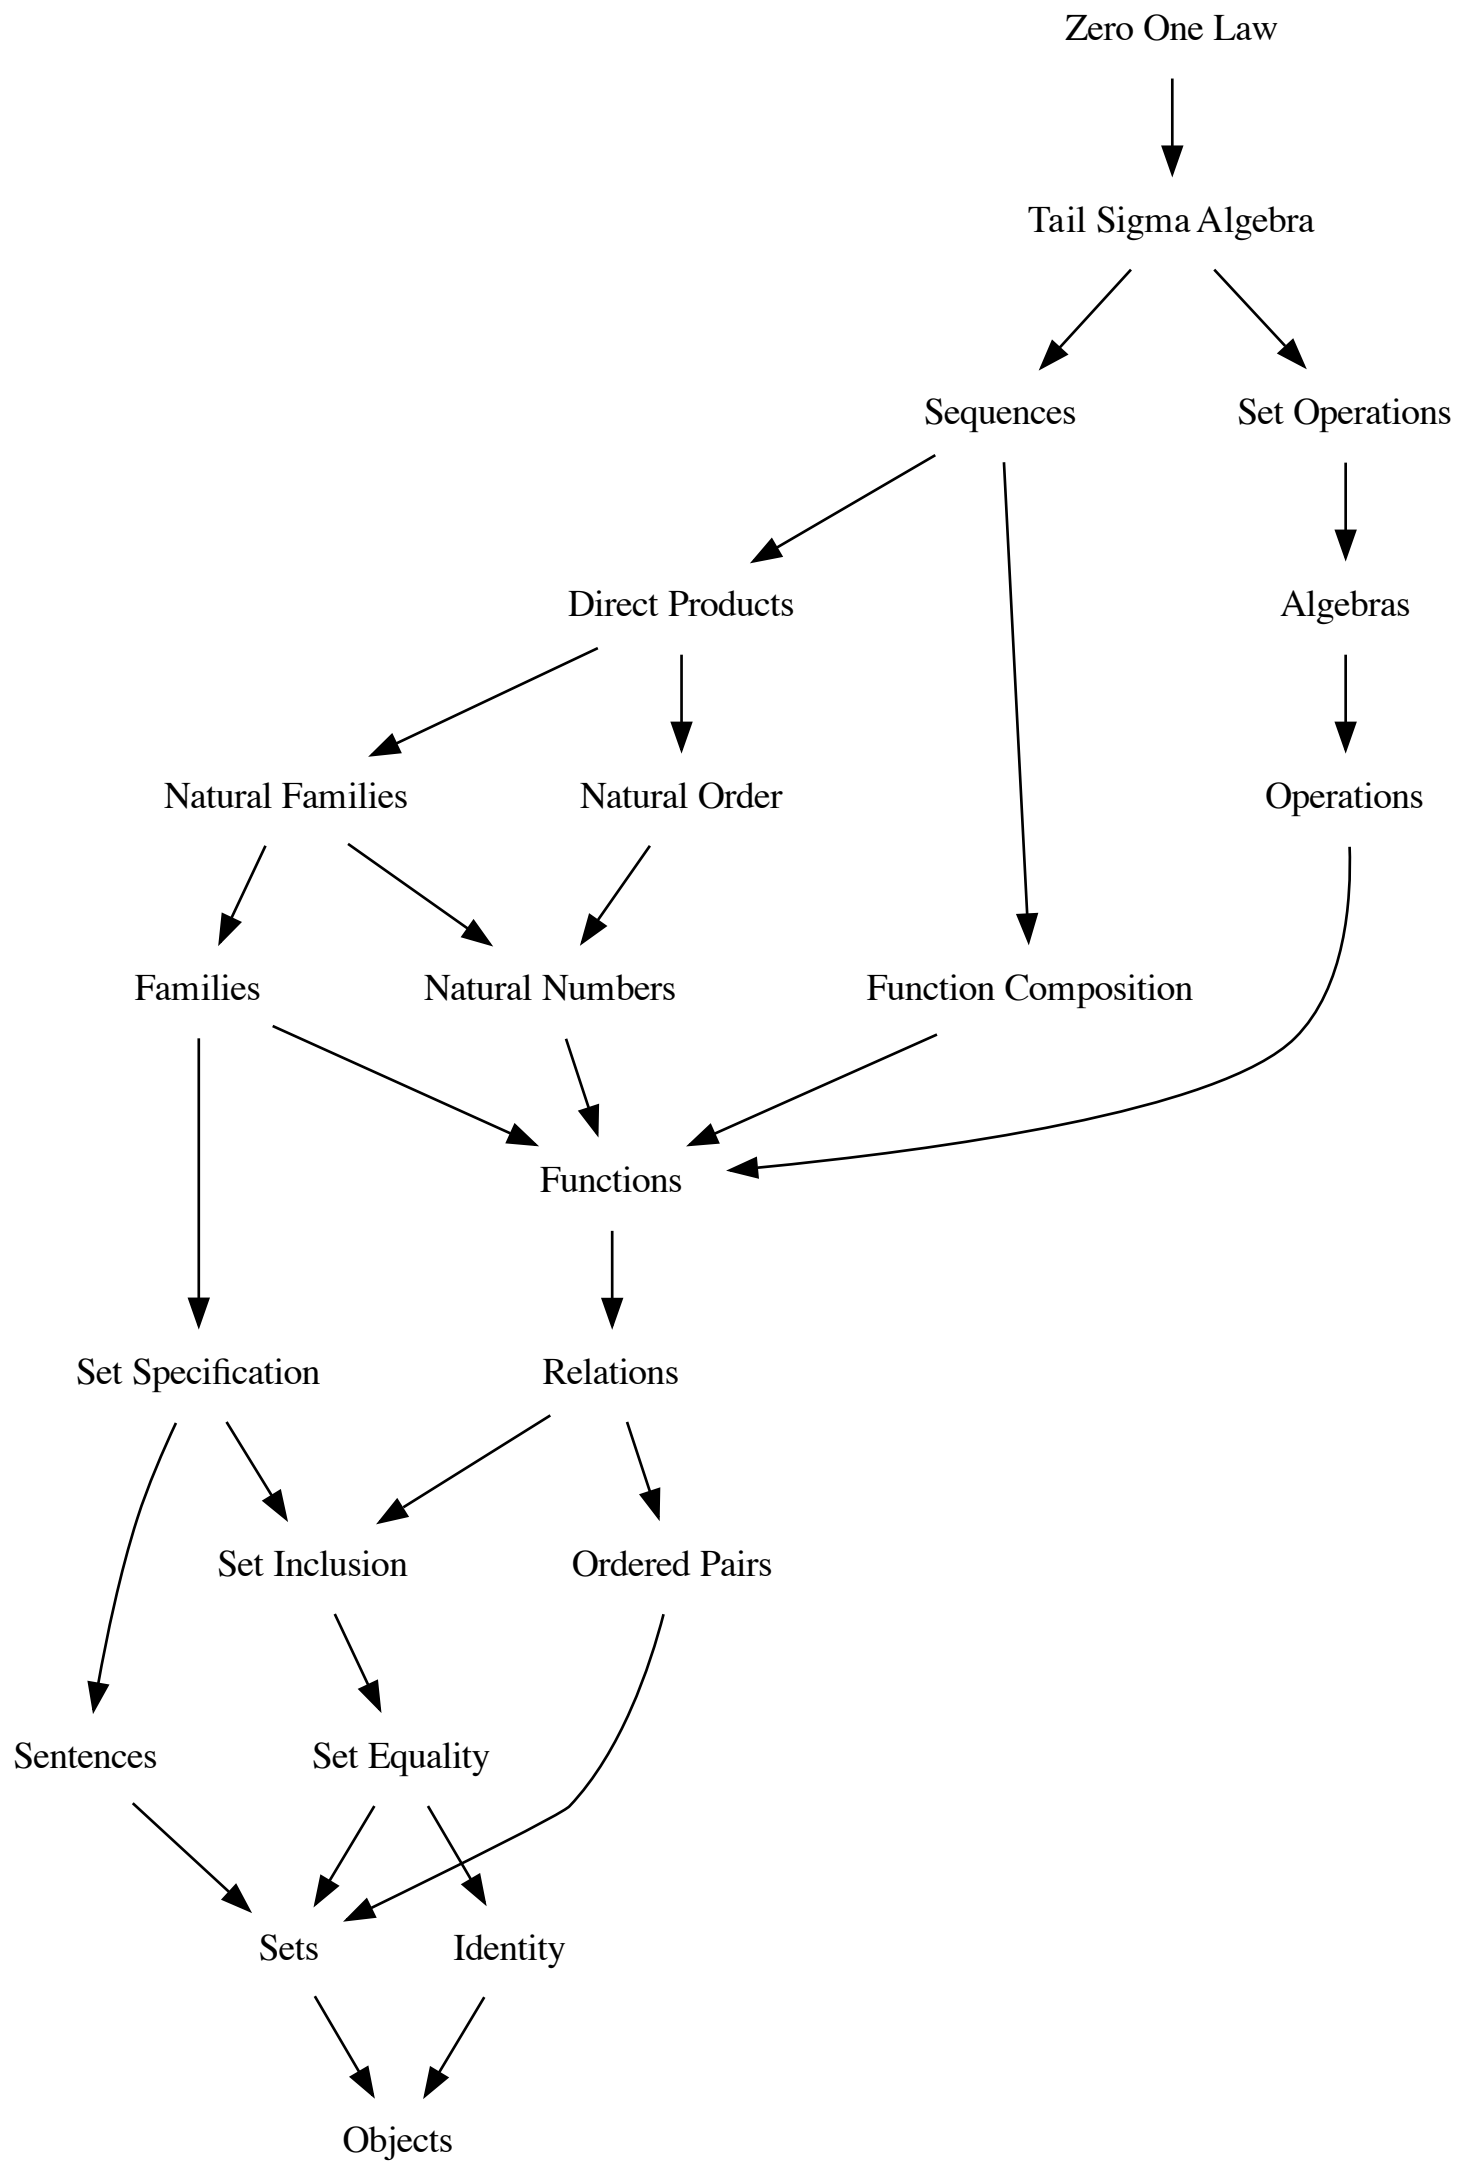 Zero One Law
Tail Sigma Algebra
Sequences
Set Operations
Direct Products
Algebras
Natural Families
Natural Order
Operations
Families
Natural Numbers
Function Composition
Functions
Set Specification
Relations
Set Inclusion
Ordered Pairs
Sentences
Set Equality
Sets
Identity
Objects